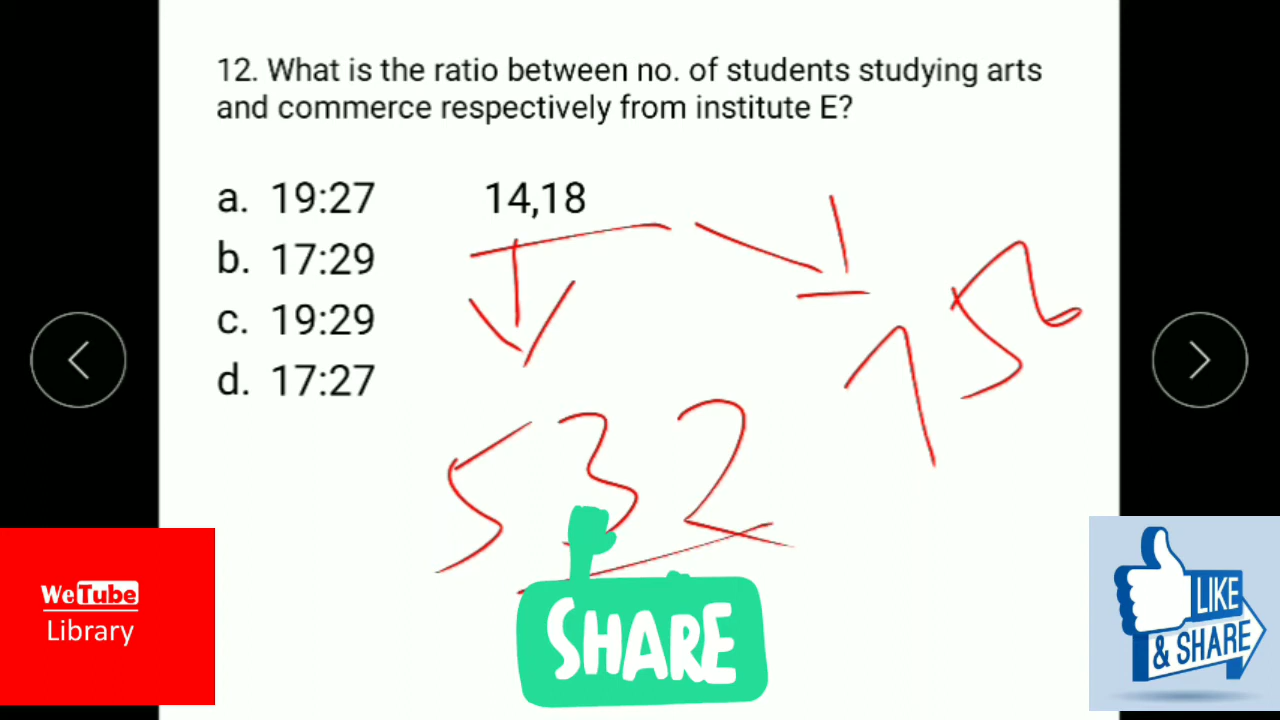 12. What is the ratio between no. of students studying arts
and commerce respectively from institute E?
a. 19:27 14,18
b. 17:29
c. 19:29
d. 17:27
532
WeTube
Library
SHARE
LIKE
& SHARE